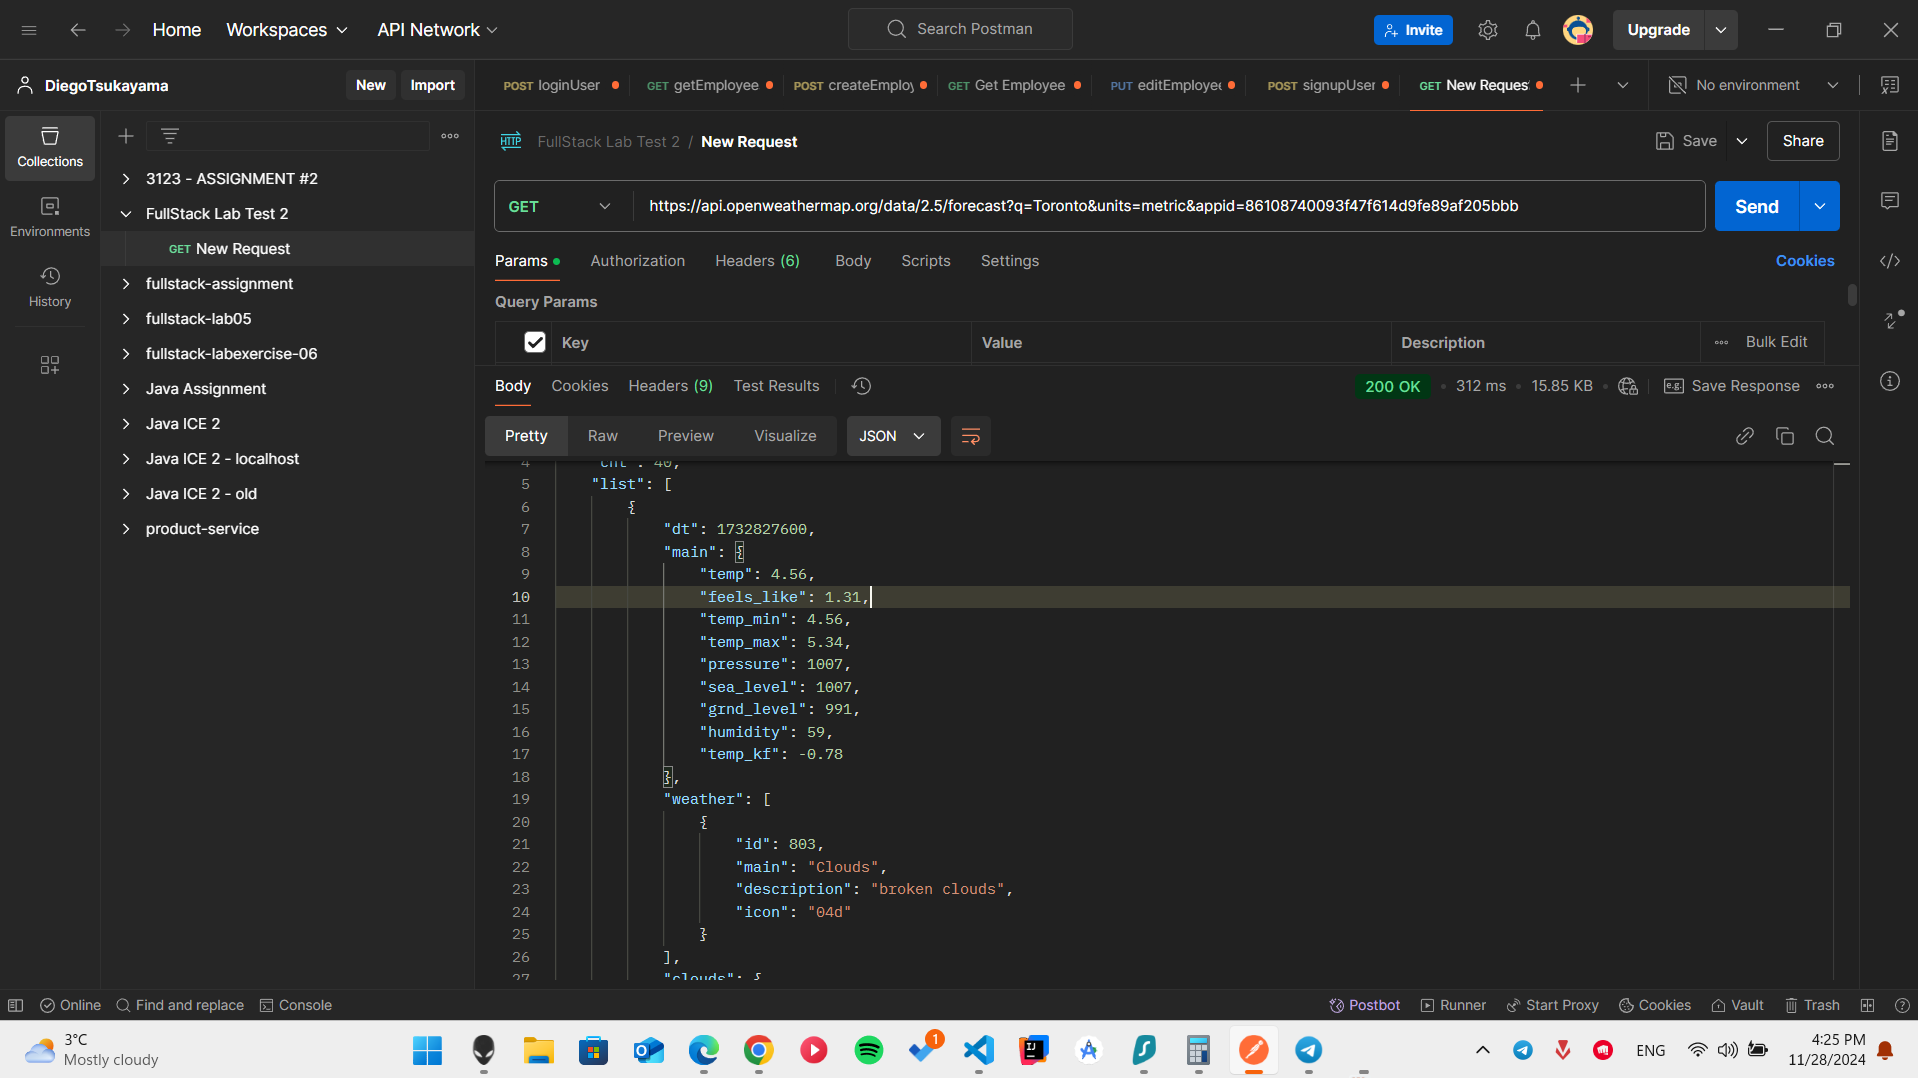 Home Workspaces API Network Search Postman Invite Upgrade
DiegoTsukayama New Import
POST loginUser GET getEmployee POST createEmploy GET Get Employee PUT editEmployee POST signupUser GET New Reques No environment
Collections
Environments
History
3123 - ASSIGNMENT #2
FullStack Lab Test 2
GET New Request
fullstack-assignment
fullstack-lab05
fullstack-labexercise-06
Java Assignment
Java ICE 2
Java ICE 2 - localhost
Java ICE 2 - old
product-service
HTTP FullStack Lab Test 2 / New Request Save Share
GET https://api.openweathermap.org/data/2.5/forecast?q=Toronto&units=metric&appid=86108740093f47f614d9fe89af205bbb Send
Params Authorization Headers (6) Body Scripts Settings Cookies
Query Params
Key Value Description Bulk Edit
Body Cookies Headers (9) Test Results 200 OK 312 ms 15.85 KB e.g. Save Response
Pretty Raw Preview Visualize JSON
4 "cnt": 40,
5 "list": [
6 {
7 "dt": 1732827600,
8 "main": {
9 "temp": 4.56,
10 "feels_like": 1.31,
11 "temp_min": 4.56,
12 "temp_max": 5.34,
13 "pressure": 1007,
14 "sea_level": 1007,
15 "grnd_level": 991,
16 "humidity": 59,
17 "temp_kf": -0.78
18 },
19 "weather": [
20 {
21 "id": 803,
22 "main": "Clouds",
23 "description": "broken clouds",
24 "icon": "04d"
25 }
26 ],
27 "clouds": {
Online Find and replace Console Postbot Runner Start Proxy Cookies Vault Trash
3°C
Mostly cloudy
1
ENG
4:25 PM
11/28/2024